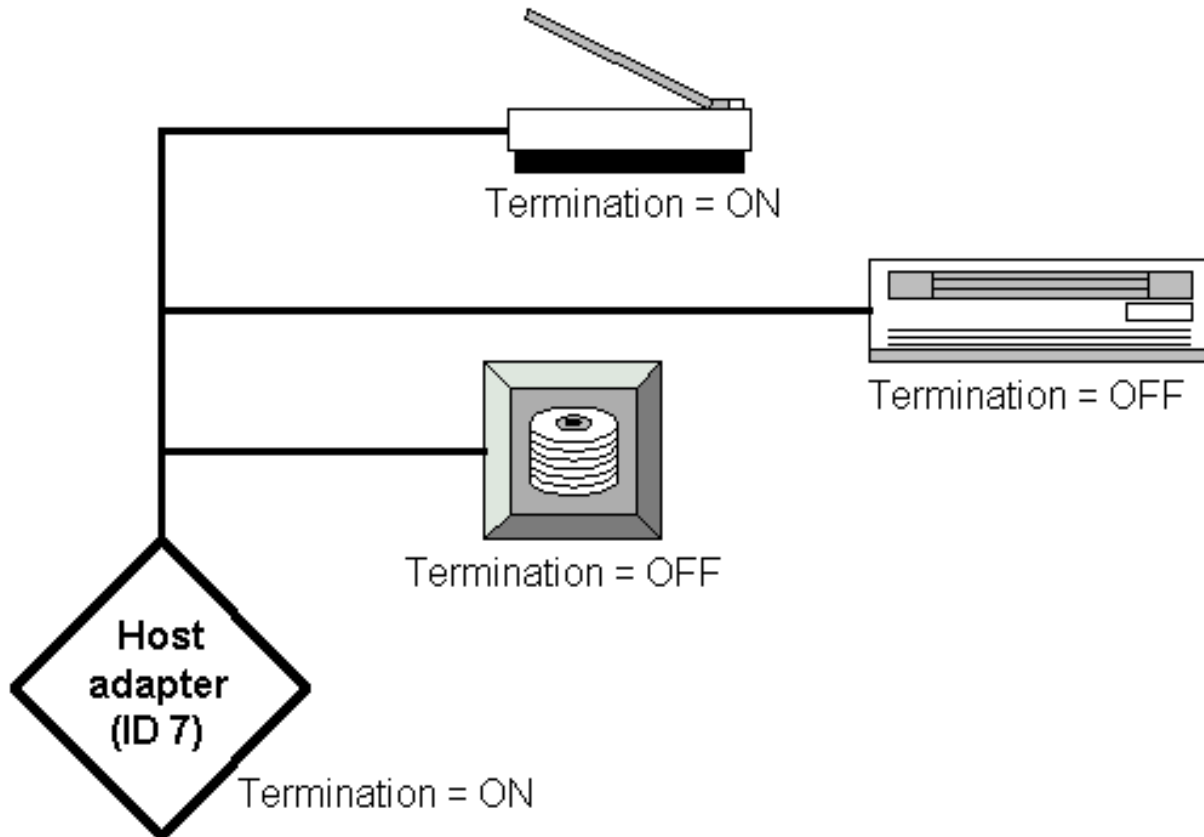 Termination = ON
Termination = OFF
Termination = OFF
Host
adapter
(ID 7)
Termination = ON